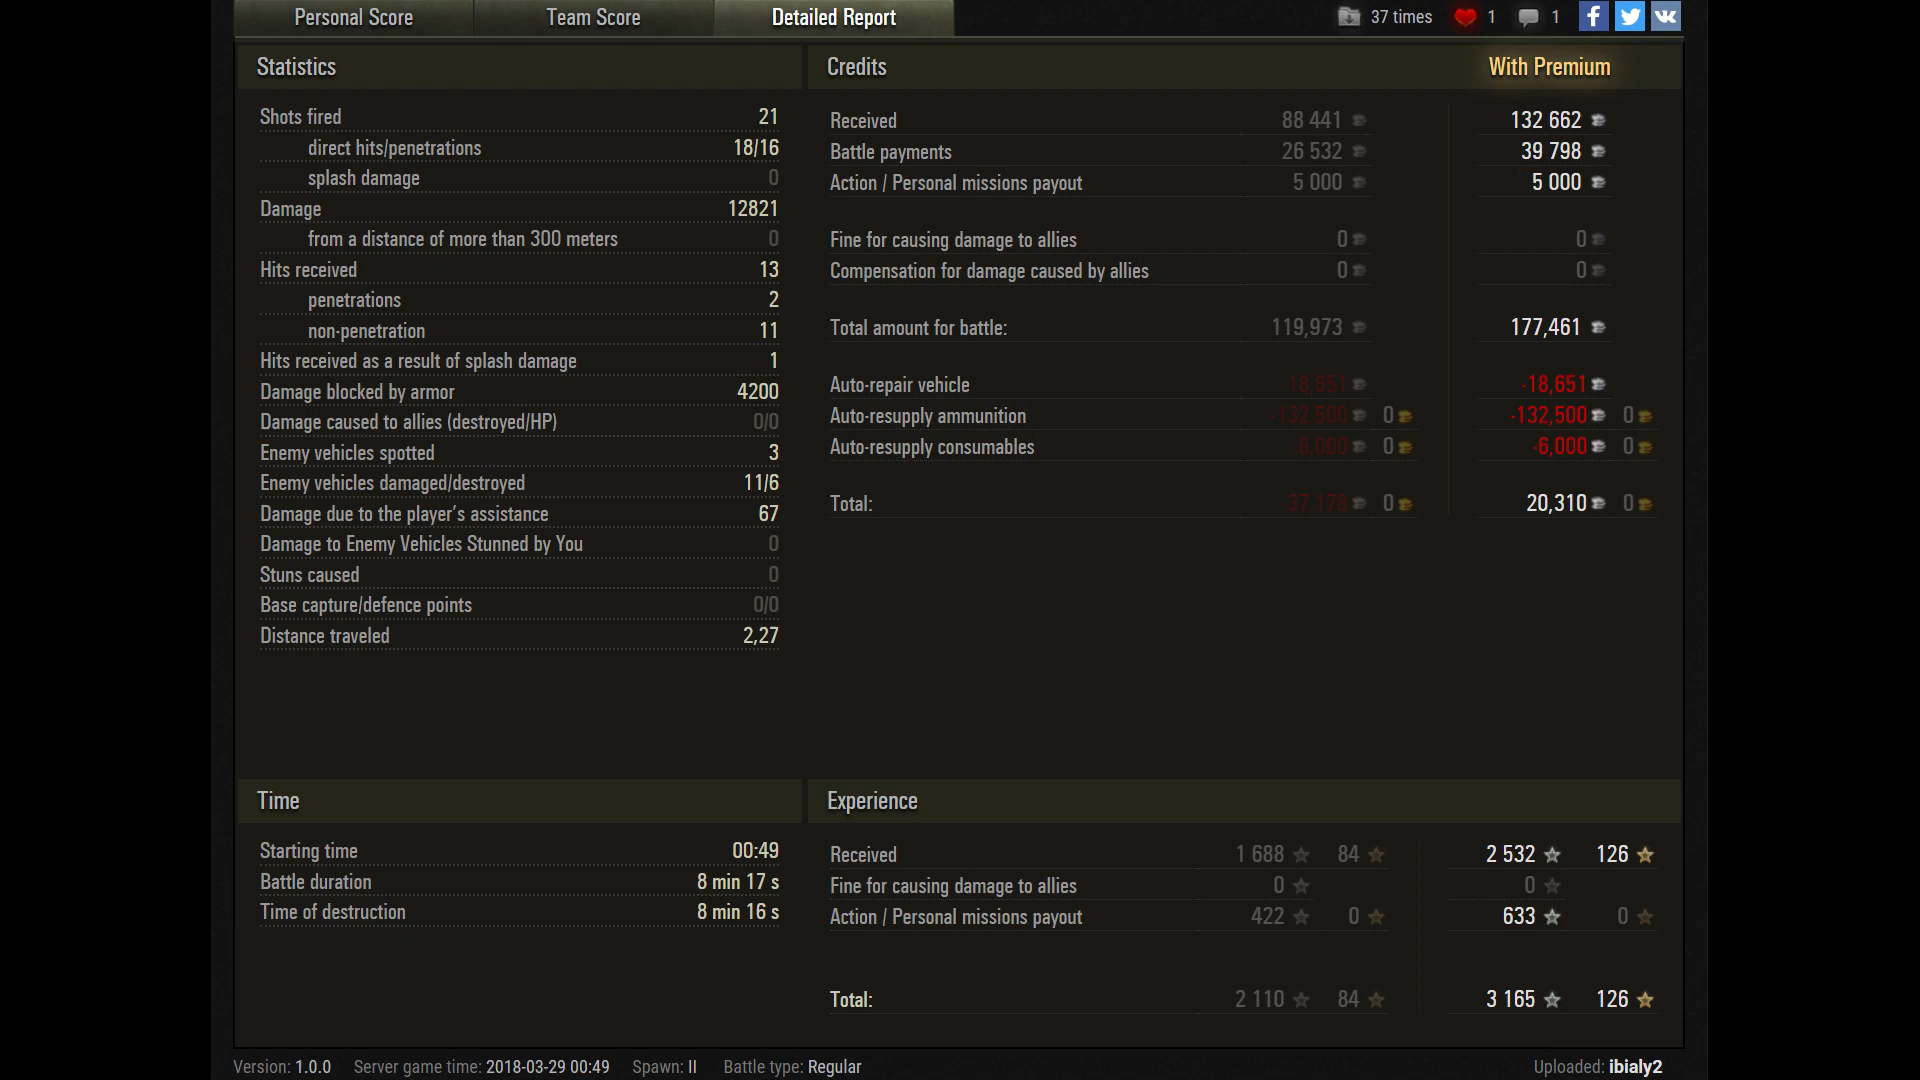 Personal Score Team Score Detailed Report 37 times 1 1
Statistics
Shots fired 21
direct hits/penetrations 18/16
splash damage 0
Damage 12821
from a distance of more than 300 meters 0
Hits received 13
penetrations 2
non-penetration 11
Hits received as a result of splash damage 1
Damage blocked by armor 4200
Damage caused to allies (destroyed/HP) 0/0
Enemy vehicles spotted 3
Enemy vehicles damaged/destroyed 11/6
Damage due to the player's assistance 67
Damage to Enemy Vehicles Stunned by You 0
Stuns caused 0
Base capture/defence points 0/0
Distance traveled 2,27
Credits With Premium
Received 88 441 132 662
Battle payments 26 532 39 798
Action / Personal missions payout 5 000 5 000
Fine for causing damage to allies 0 0
Compensation for damage caused by allies 0 0
Total amount for battle: 119,973 177,461
Auto-repair vehicle -18,651 -18,651
Auto-resupply ammunition -132,500 0 -132,500 0
Auto-resupply consumables 6,000 0 -6,000 0
Total: -37,178 0 20,310 0
Time
Starting time 00:49
Battle duration 8 min 17 s
Time of destruction 8 min 16 s
Experience
Received 1 688 84 2 532 126
Fine for causing damage to allies 0 0
Action / Personal missions payout 422 0 633 0
Total: 2 110 84 3 165 126
Version: 1.0.0 Server game time: 2018-03-29 00:49 Spawn: II Battle type: Regular Uploaded: ibialy2